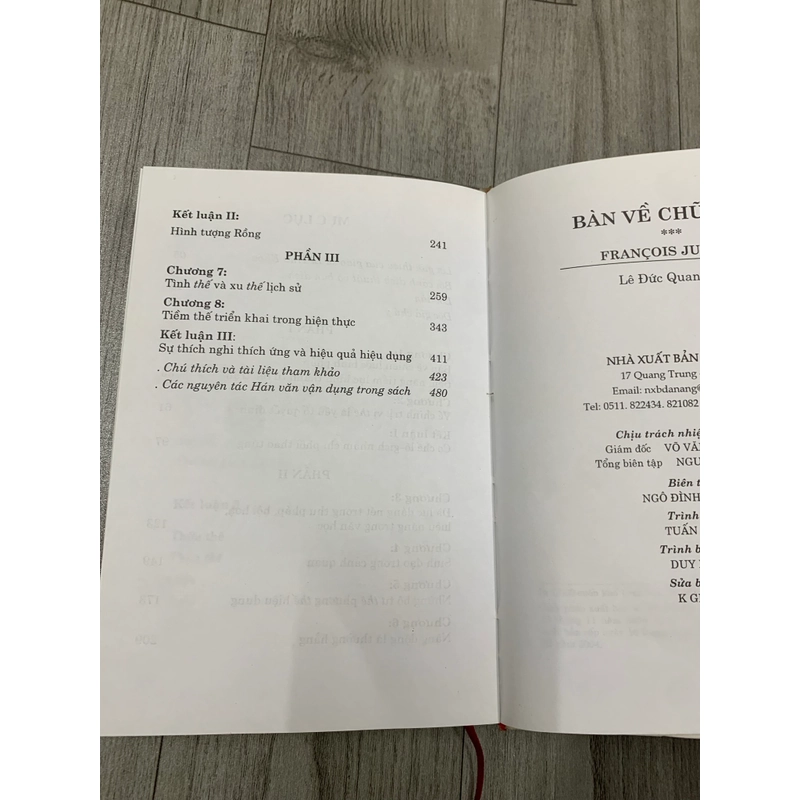 Kết luận II:
Hình tượng Rồng 241
PHẦN III
Chương 7:
Tình thế và xu thế lịch sử 259
Chương 8:
Tiềm thế triển khai trong hiện thực 343
Kết luận III:
Sự thích nghi thích ứng và hiệu quả hiệu dụng 411
. Chú thích và tài liệu tham khảo 423
. Các nguyên tác Hán văn vận dụng trong sách 480
BÀN VỀ CHỮ
***
FRANÇOIS JU
Lê Đức Quan
NHÀ XUẤT BẢN
17 Quang Trung
Email: nxbdanang@
Tel: 0511. 822434. 821082
Chịu trách nhiệ
Giám đốc VÕ VĂ
Tổng biên tập NGU
Biên t
NGÔ ĐÌNH
Trình
TUẤN
Trình b
DUY
Sửa b
K G